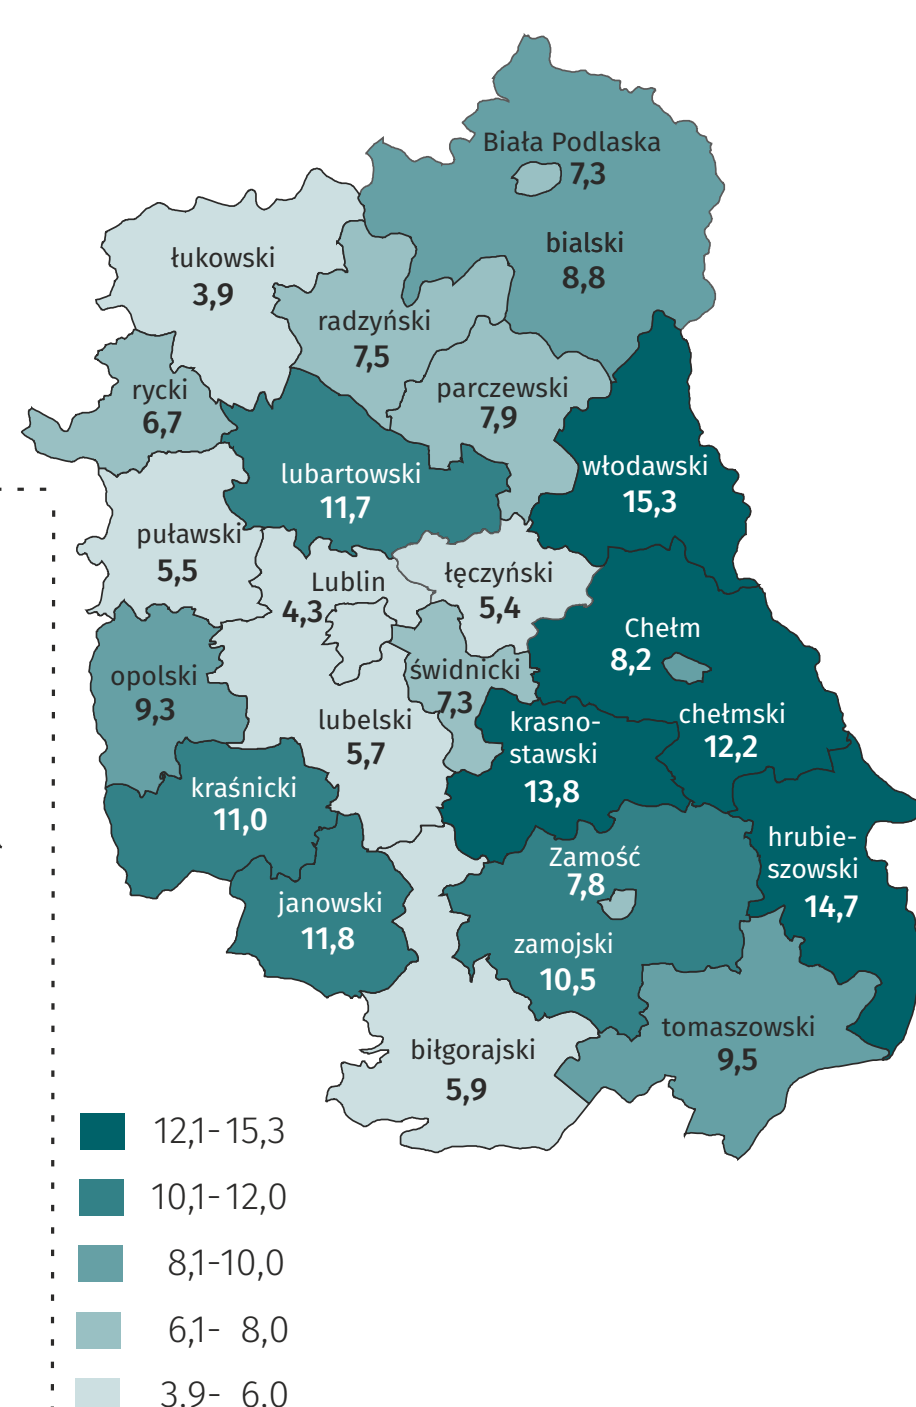 Biała Podlaska
7,3
bialski
8,8
łukowski
3,9
radzyński
7,5
rycki
6,7
parczewski
7,9
lubartowski
11,7
włodawski
15,3
puławski
5,5
Lublin
4,3
łęczyński
5,4
Chełm
8,2
opolski
9,3
świdnicki
7,3
lubelski
5,7
krasno-
stawski
13,8
chełmski
12,2
kraśnicki
11,0
hrubie-
szowski
14,7
Zamość
7,8
janowski
11,8
zamojski
10,5
tomaszowski
9,5
biłgorajski
5,9
12,1-15,3
10,1-12,0
8,1-10,0
6,1- 8,0
3,9- 6,0